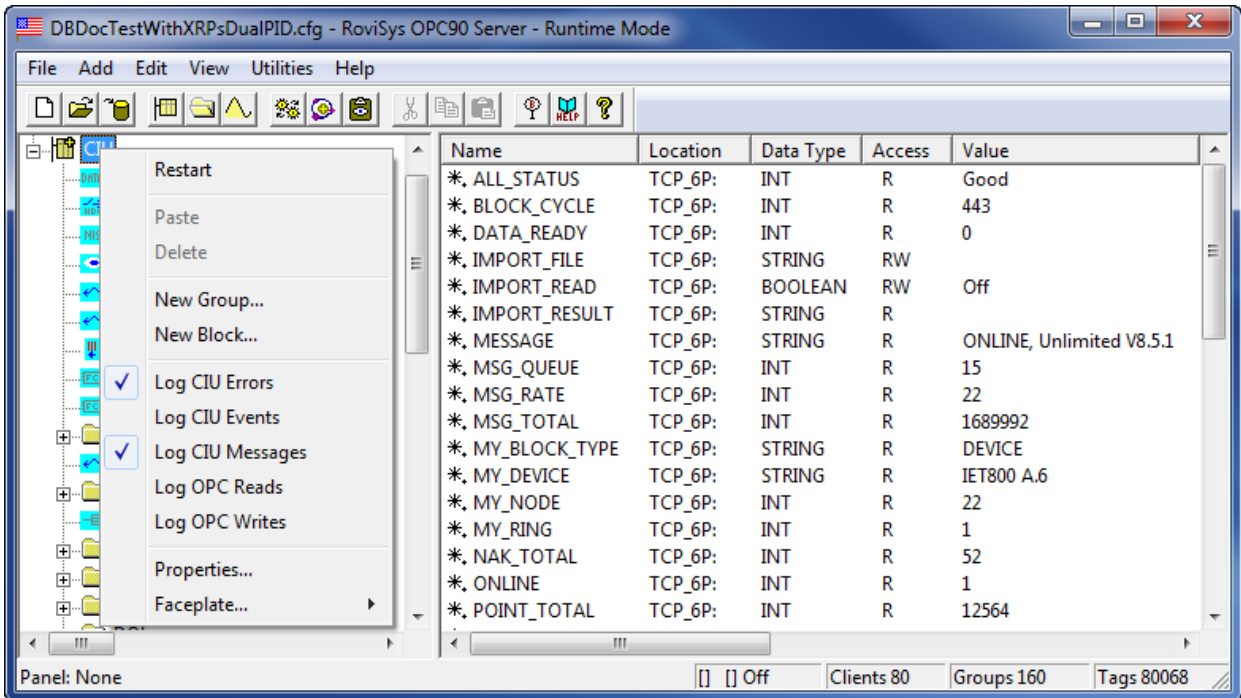 DBDocTestWithXRPsDualPID.cfg - RoviSys OPC90 Server - Runtime Mode
File Add Edit View Utilities Help
HELP
CIU
Restart
Paste
Delete
New Group...
New Block...
Log CIU Errors
Log CIU Events
Log CIU Messages
Log OPC Reads
Log OPC Writes
Properties...
Faceplate...
Name Location Data Type Access Value
ALL_STATUS TCP_6P: INT R Good
BLOCK_CYCLE TCP_6P: INT R 443
DATA_READY TCP_6P: INT R 0
IMPORT_FILE TCP_6P: STRING RW
IMPORT_READ TCP_6P: BOOLEAN RW Off
IMPORT_RESULT TCP_6P: STRING R
MESSAGE TCP_6P: STRING R ONLINE, Unlimited V8.5.1
MSG_QUEUE TCP_6P: INT R 15
MSG_RATE TCP_6P: INT R 22
MSG_TOTAL TCP_6P: INT R 1689992
MY_BLOCK_TYPE TCP_6P: STRING R DEVICE
MY_DEVICE TCP_6P: STRING R IET800 A.6
MY_NODE TCP_6P: INT R 22
MY_RING TCP_6P: INT R 1
NAK_TOTAL TCP_6P: INT R 52
ONLINE TCP_6P: INT R 1
POINT_TOTAL TCP_6P: INT R 12564
Panel: None [] [] Off Clients 80 Groups 160 Tags 80068